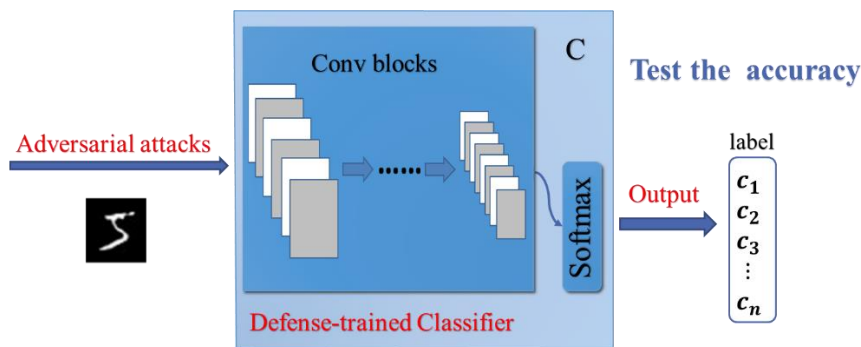 Adversarial attacks
Conv blocks
......
C
Softmax
Defense-trained Classifier
Output
Test the accuracy
label
c₁
c₂
c₃
⋮
cₙ